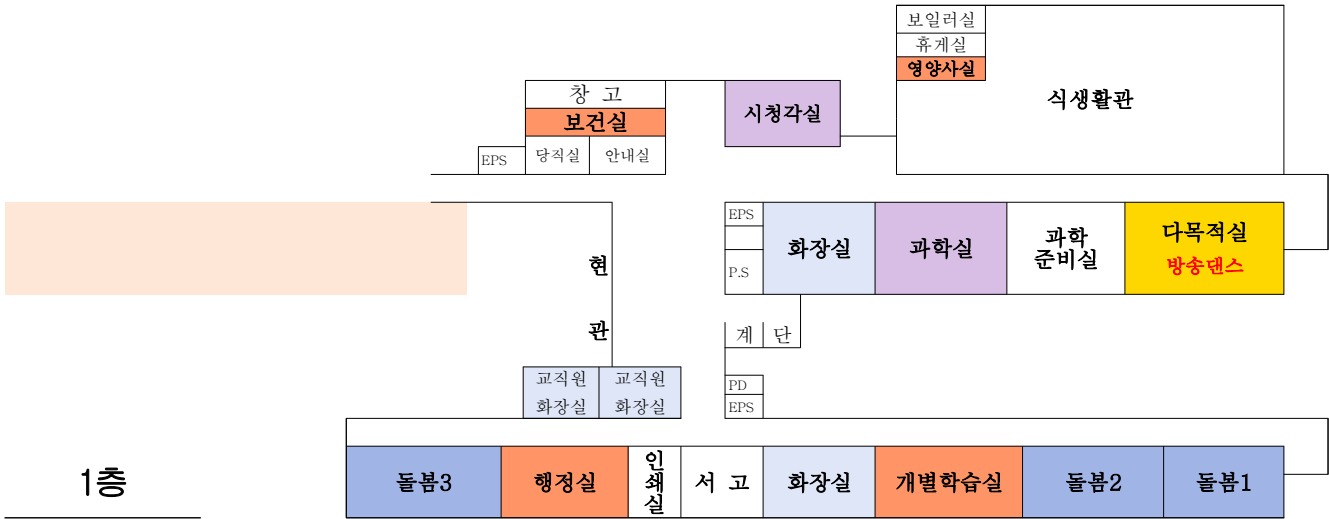 보일러실
휴게실
영양사실
식생활관
창 고
보건실
시청각실
EPS
당직실
안내실
EPS
P.S
화장실
과학실
과학
준비실
다목적실
방송댄스
현
관
계 단
교직원
화장실
교직원
화장실
PD
EPS
1층
돌봄3
행정실
인
쇄
실
서 고
화장실
개별학습실
돌봄2
돌봄1